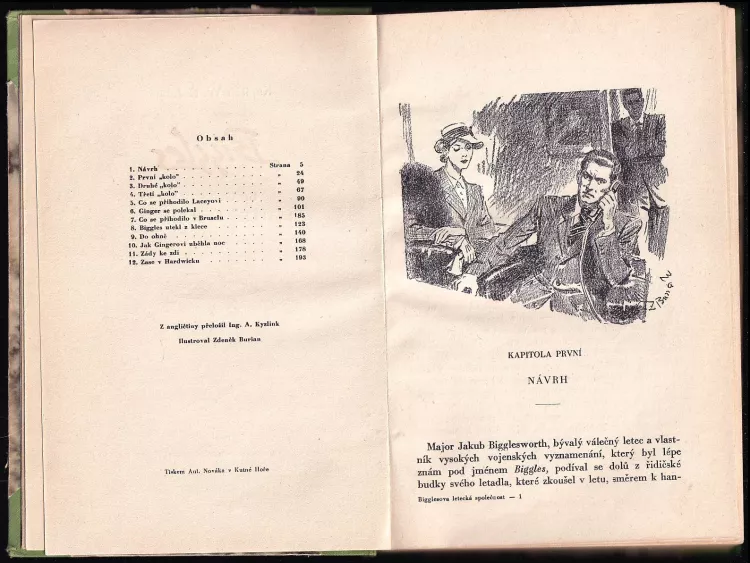 Obsah
Strana
1. Návrh . . . . . . . . . . . . 5
2. První „kolo" . . . . . . . . . . „ 24
3. Druhé „kolo" . . . . . . . . . . „ 49
4. Třetí „kolo" . . . . . . . . . . „ 67
5. Co se přihodilo Laceyovi . . . . . „ 90
6. Ginger se polekal . . . . . . . . „ 101
7. Co se přihodilo v Bruselu . . . . . „ 185
8. Biggles utekl z klece . . . . . . . „ 123
9. Do ohně . . . . . . . . . . . „ 140
10. Jak Gingerovi uběhla noc . . . . . „ 168
11. Zády ke zdi . . . . . . . . . . „ 178
12. Zase v Hardwicku . . . . . . . . „ 193
Z angličtiny přeložil Ing. A. Kyzlink
Ilustroval Zdeněk Burian
Tiskem Ant. Nováka v Kutné Hoře
Z Burian
KAPITOLA PRVNÍ
NÁVRH
Major Jakub Bigglesworth, bývalý válečný letec a vlast-
ník vysokých vojenských vyznamenání, který byl lépe
znám pod jménem Biggles, podíval se dolů z řidičské
budky svého letadla, které zkoušel v letu, směrem k han-
Bigglesova letecká společnost — 1